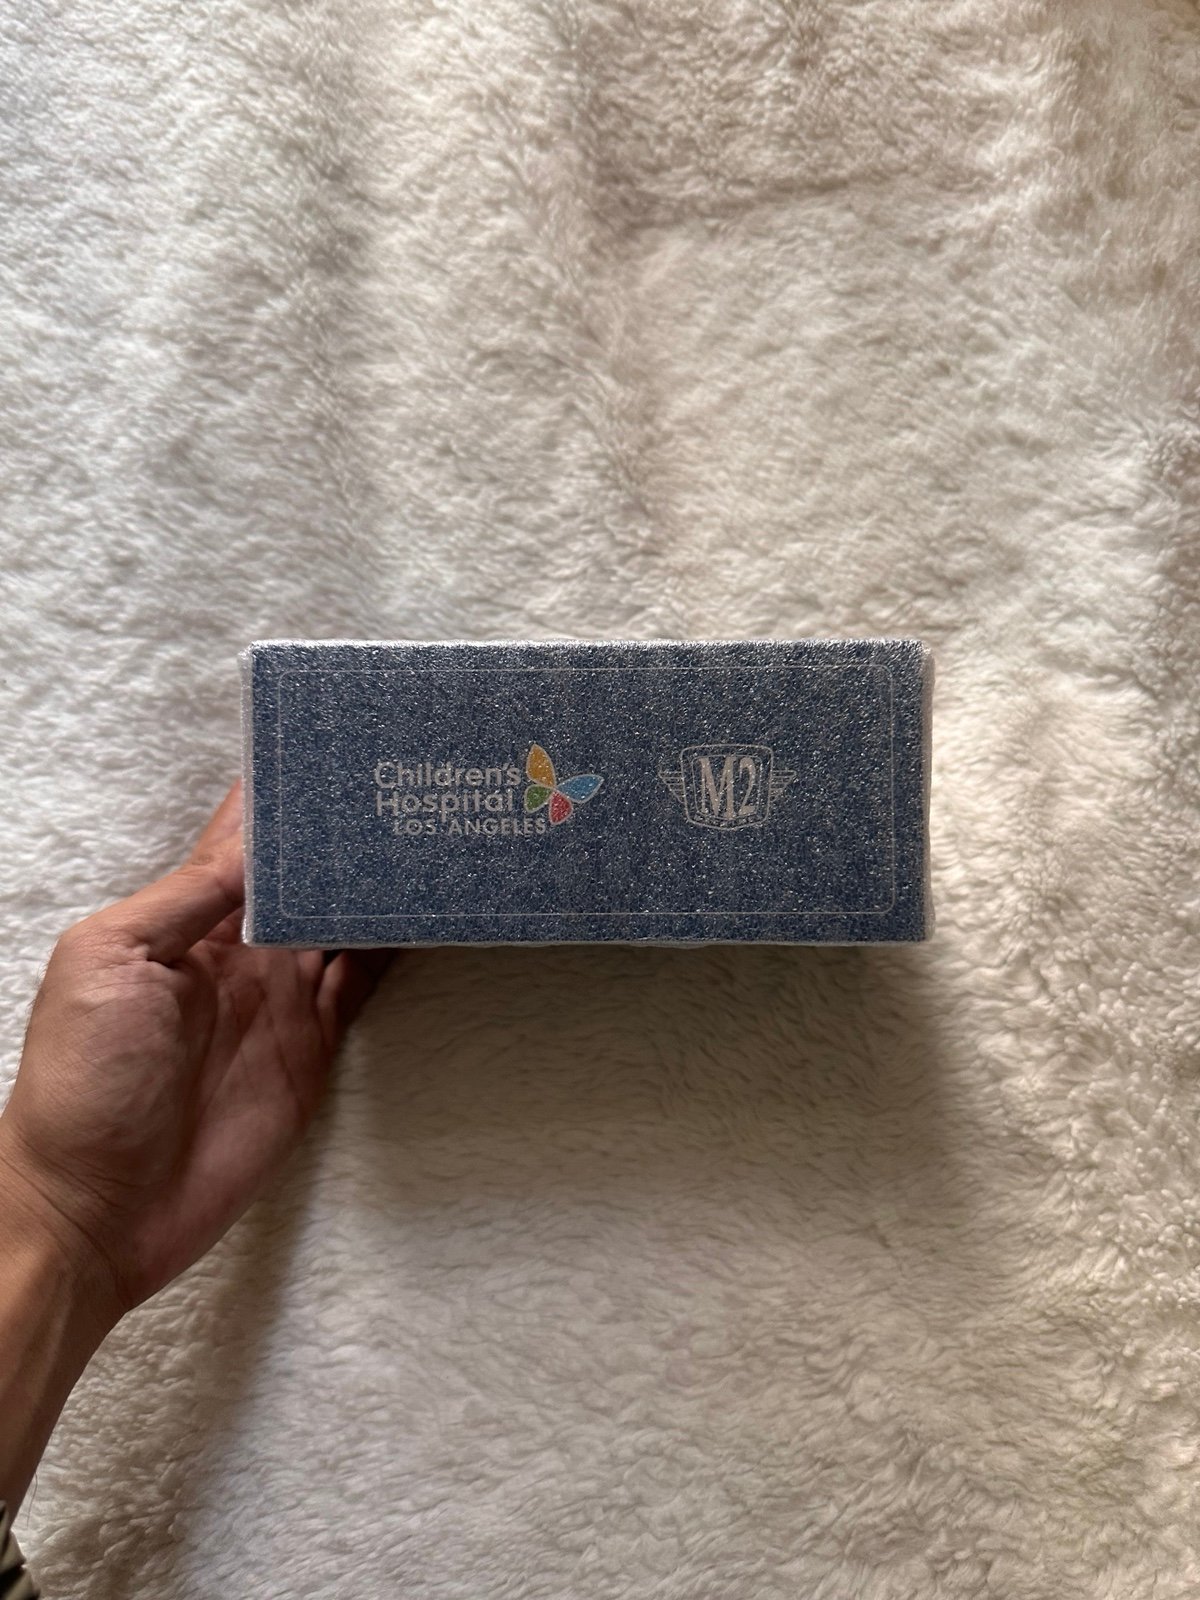 Children's
Hospital
LOS ANGELES
M2